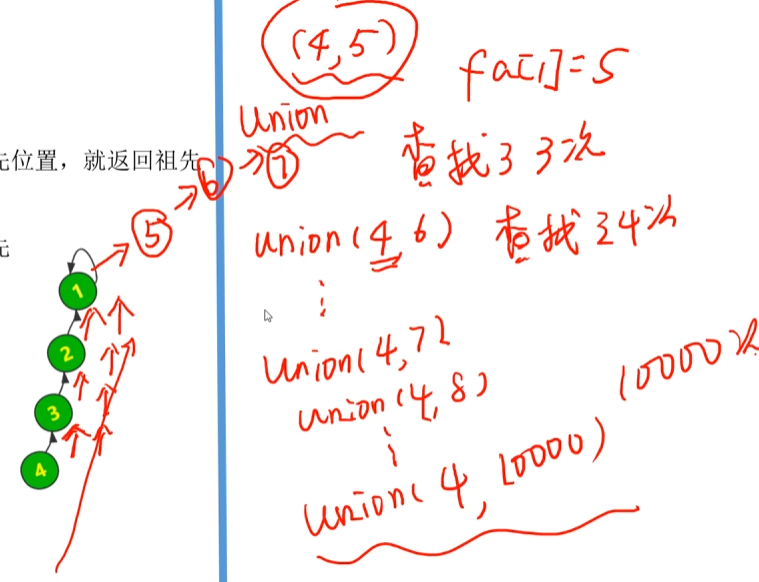 (4,5)
fa[1]=5
union
先位置，就返回祖先
查找了3次
6
7
5
union(4,6) 查找了4次
先
1
2
3
4
union(4,7)
union(4,8)
10000次
union(4,10000)